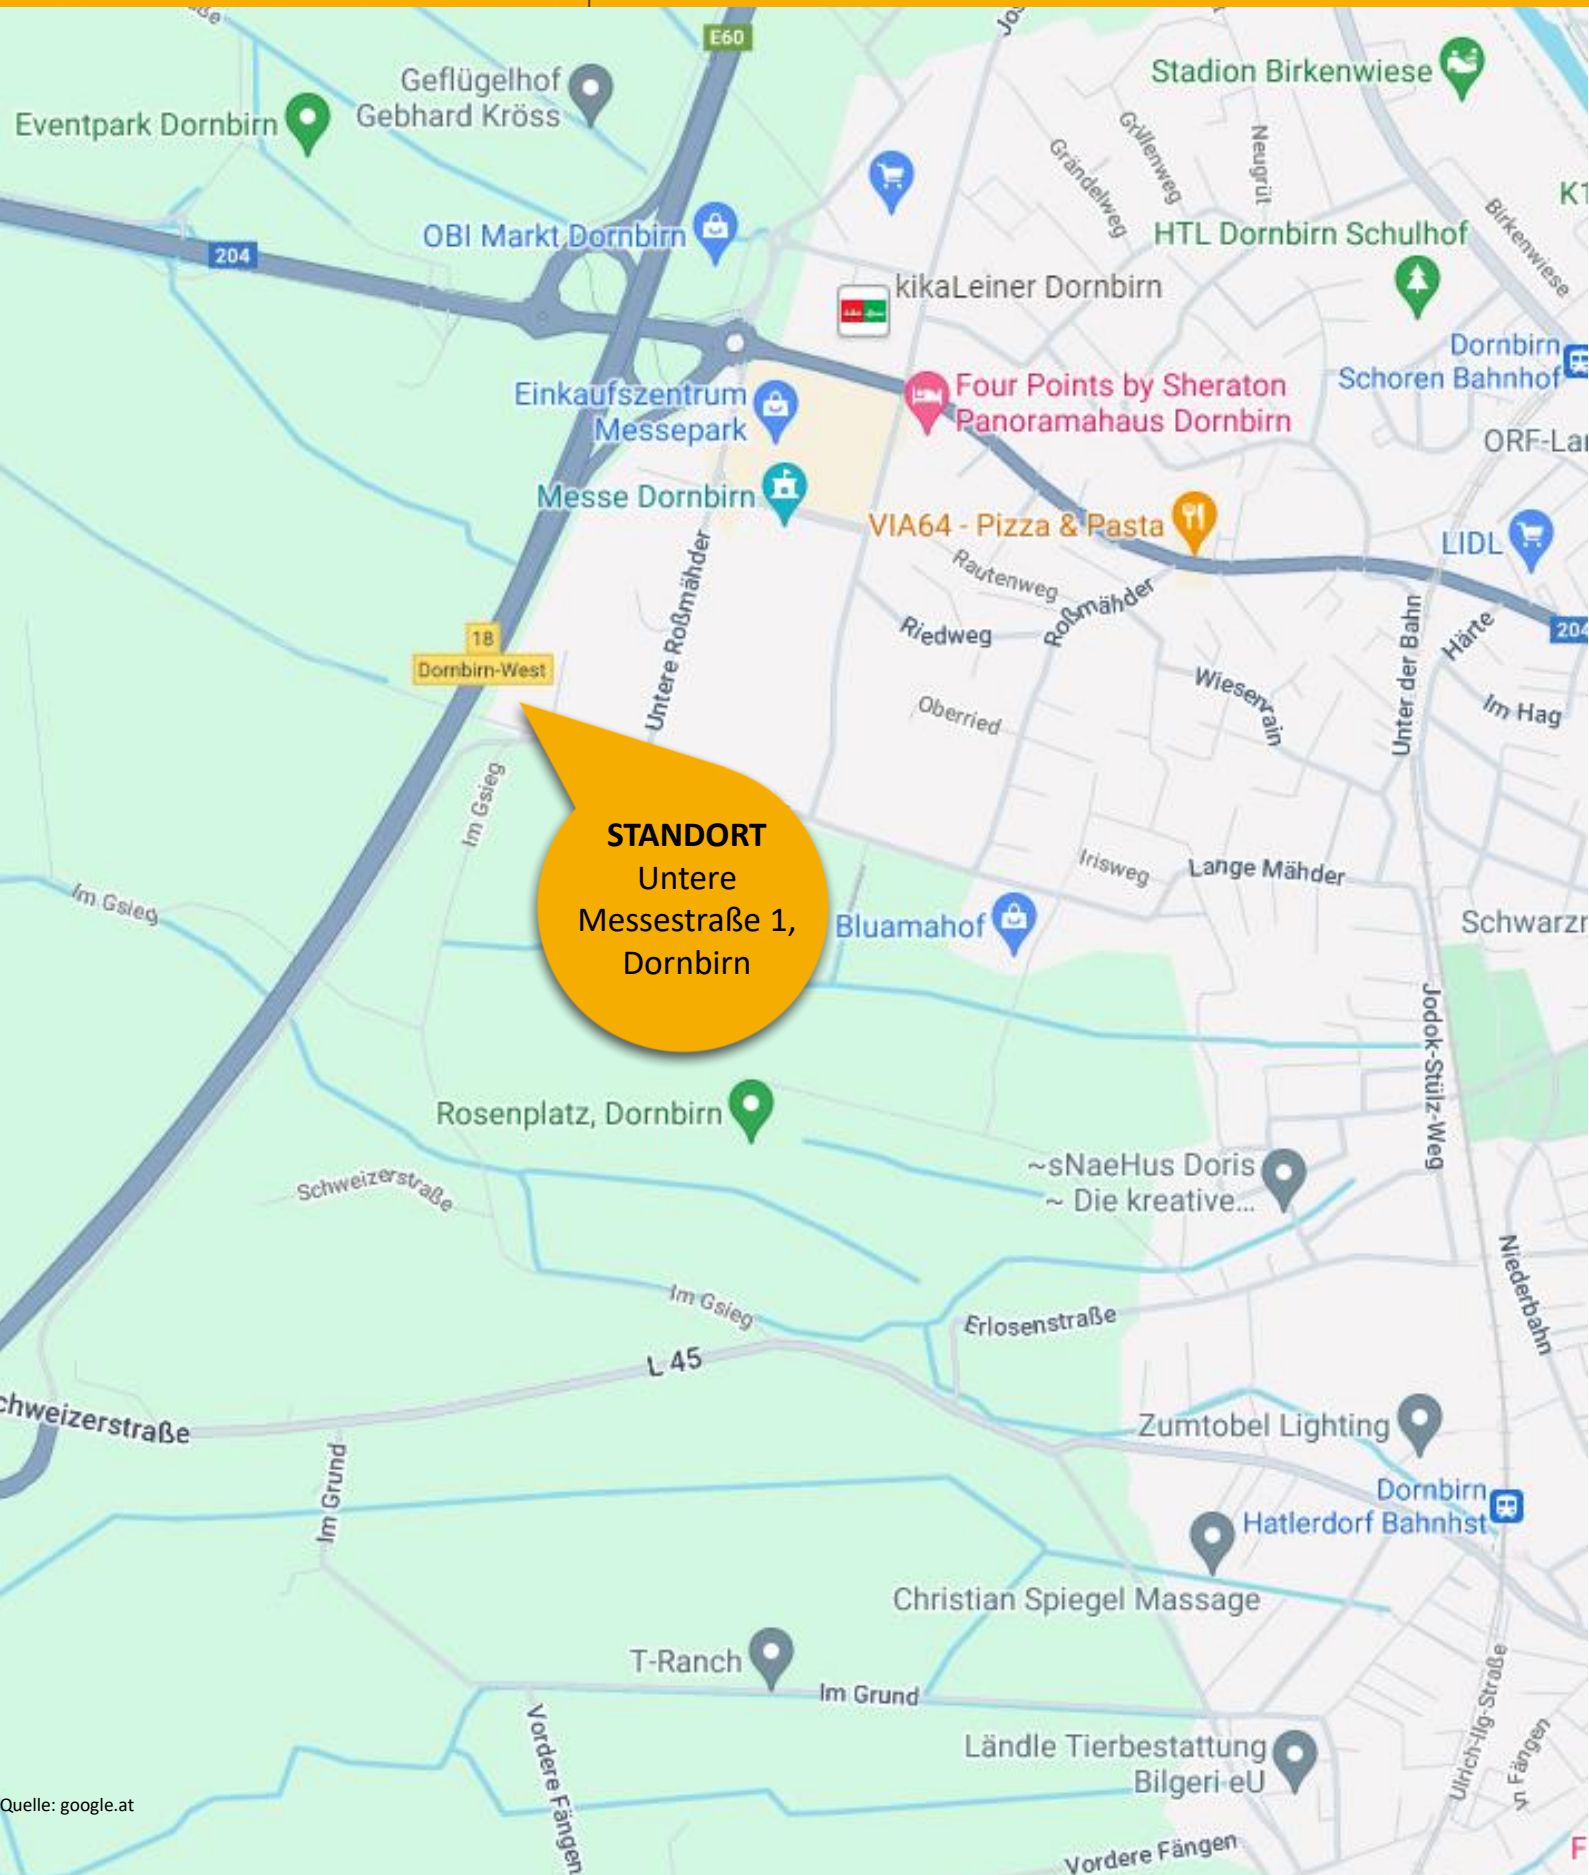 E60
Geflügelhof
Gebhard Kröss
Eventpark Dornbirn
Stadion Birkenwiese
Grillenweg
Grändelweg
Neugrüt
Birkenwiese
OBI Markt Dornbirn
HTL Dornbirn Schulhof
204
kikaLeiner Dornbirn
Dornbirn
Schoren Bahnhof
Einkaufszentrum
Messepark
Four Points by Sheraton
Panoramahaus Dornbirn
Messe Dornbirn
VIA64 - Pizza & Pasta
LIDL
Rautenweg
Roßmähder
Riedweg
Untere Roßmähder
Unter der Bahn
Härte
204
18
Dornbirn-West
Oberried
Wiesenrain
Im Hag
Im Gsieg
STANDORT
Untere
Messestraße 1,
Dornbirn
Irisweg
Lange Mähder
Im Gsieg
Bluamahof
Jodok-Stülz-Weg
Rosenplatz, Dornbirn
~sNaeHus Doris
~ Die kreative...
Schweizerstraße
Niederbahn
Im Gsieg
Erlosenstraße
L 45
chweizerstraße
Zumtobel Lighting
Im Grund
Dornbirn
Hatlerdorf Bahnhst
Christian Spiegel Massage
T-Ranch
Im Grund
Ulrich-Ilg-Straße
Vordere Fängen
Ländle Tierbestattung
Bilgeri eU
Quelle: google.at
Vordere Fängen